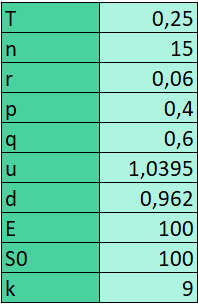 T 0,25
n 15
r 0,06
p 0,4
q 0,6
u 1,0395
d 0,962
E 100
S0 100
k 9